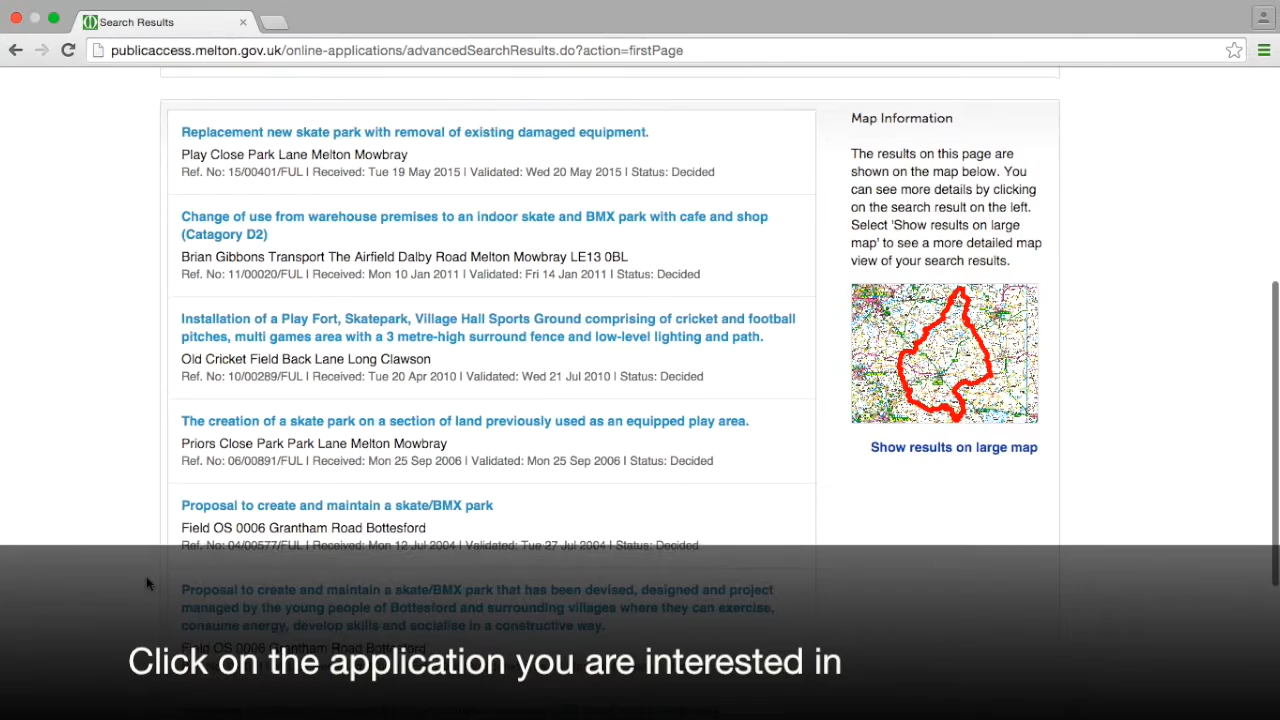 Search Results
publicaccess.melton.gov.uk/online-applications/advancedSearchResults.do?action=firstPage
Replacement new skate park with removal of existing damaged equipment.
Play Close Park Lane Melton Mowbray
Ref. No: 15/00401/FUL | Received: Tue 19 May 2015 | Validated: Wed 20 May 2015 | Status: Decided
Change of use from warehouse premises to an indoor skate and BMX park with cafe and shop
(Catagory D2)
Brian Gibbons Transport The Airfield Dalby Road Melton Mowbray LE13 0BL
Ref. No: 11/00020/FUL | Received: Mon 10 Jan 2011 | Validated: Fri 14 Jan 2011 | Status: Decided
Installation of a Play Fort, Skatepark, Village Hall Sports Ground comprising of cricket and football
pitches, multi games area with a 3 metre-high surround fence and low-level lighting and path.
Old Cricket Field Back Lane Long Clawson
Ref. No: 10/00289/FUL | Received: Tue 20 Apr 2010 | Validated: Wed 21 Jul 2010 | Status: Decided
The creation of a skate park on a section of land previously used as an equipped play area.
Priors Close Park Park Lane Melton Mowbray
Ref. No: 06/00891/FUL | Received: Mon 25 Sep 2006 | Validated: Mon 25 Sep 2006 | Status: Decided
Proposal to create and maintain a skate/BMX park
Field OS 0006 Grantham Road Bottesford
Ref. No: 04/00577/FUL | Received: Mon 12 Jul 2004 | Validated: Tue 27 Jul 2004 | Status: Decided
Proposal to create and maintain a skate/BMX park that has been devised, designed and project
managed by the young people of Bottesford and surrounding villages where they can exercise,
consume energy, develop skills and socialise in a constructive way.
Field OS 0006 Grantham Road Bottesford
Map Information
The results on this page are
shown on the map below. You
can see more details by clicking
on the search result on the left.
Select 'Show results on large
map' to see a more detailed map
view of your search results.
Show results on large map
Click on the application you are interested in